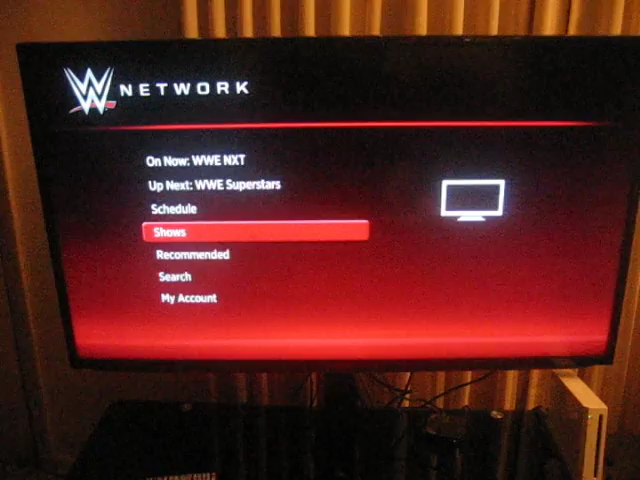 W NETWORK
On Now: WWE NXT
Up Next: WWE Superstars
Schedule
Shows
Recommended
Search
My Account